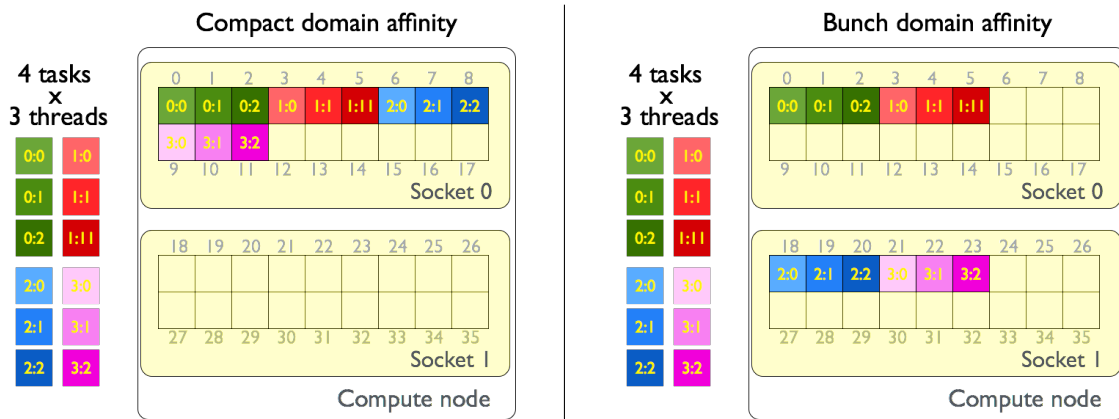 Compact domain affinity
4 tasks
x
3 threads
0:0 1:0
0:1 1:1
0:2 1:11
2:0 3:0
2:1 3:1
2:2 3:2
0 1 2 3 4 5 6 7 8
0:0 0:1 0:2 1:0 1:1 1:11 2:0 2:1 2:2
3:0 3:1 3:2
9 10 11 12 13 14 15 16 17
Socket 0
18 19 20 21 22 23 24 25 26
27 28 29 30 31 32 33 34 35
Socket 1
Compute node
Bunch domain affinity
4 tasks
x
3 threads
0:0 1:0
0:1 1:1
0:2 1:11
2:0 3:0
2:1 3:1
2:2 3:2
0 1 2 3 4 5 6 7 8
0:0 0:1 0:2 1:0 1:1 1:11
9 10 11 12 13 14 15 16 17
Socket 0
18 19 20 21 22 23 24 25 26
2:0 2:1 2:2 3:0 3:1 3:2
27 28 29 30 31 32 33 34 35
Socket 1
Compute node